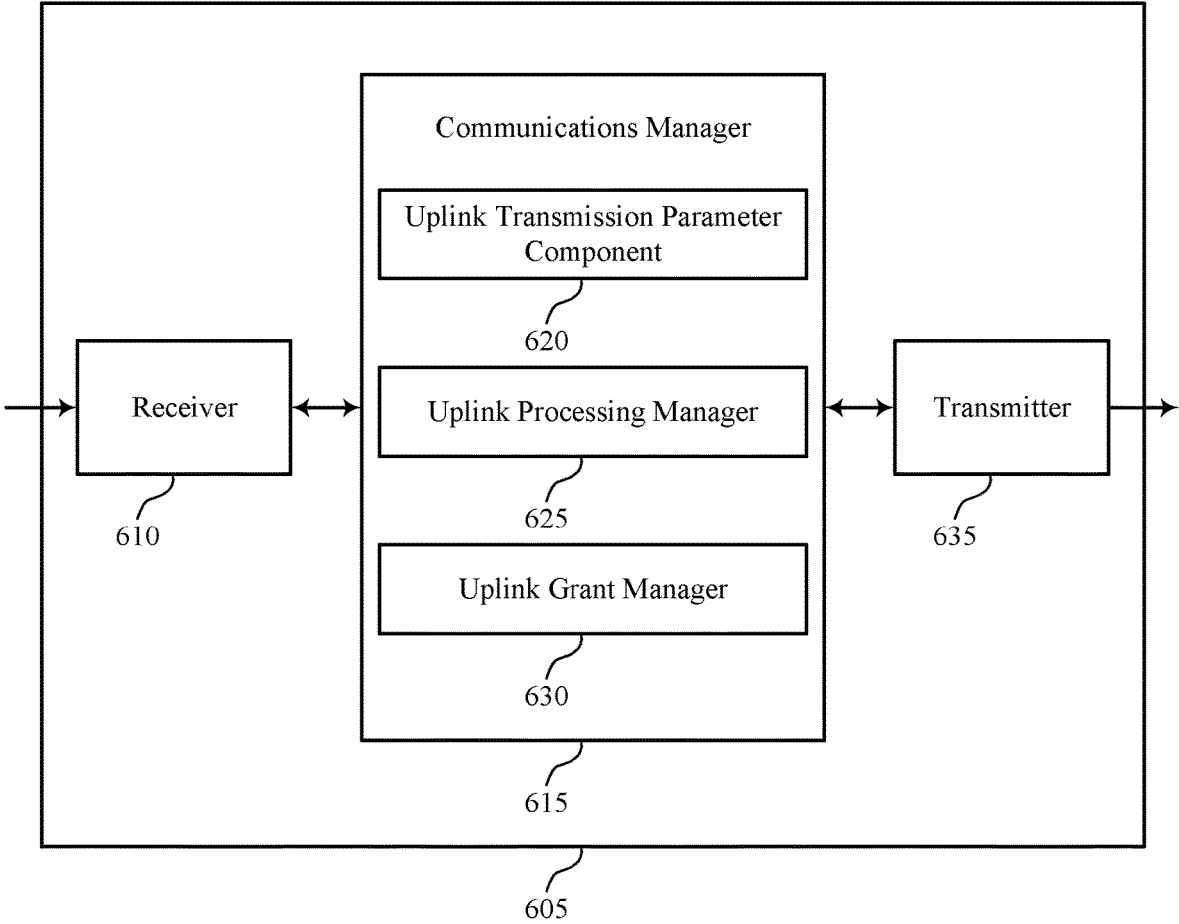 Communications Manager
Uplink Transmission Parameter
Component
620
Receiver
610
Uplink Processing Manager
625
Transmitter
635
Uplink Grant Manager
630
615
605